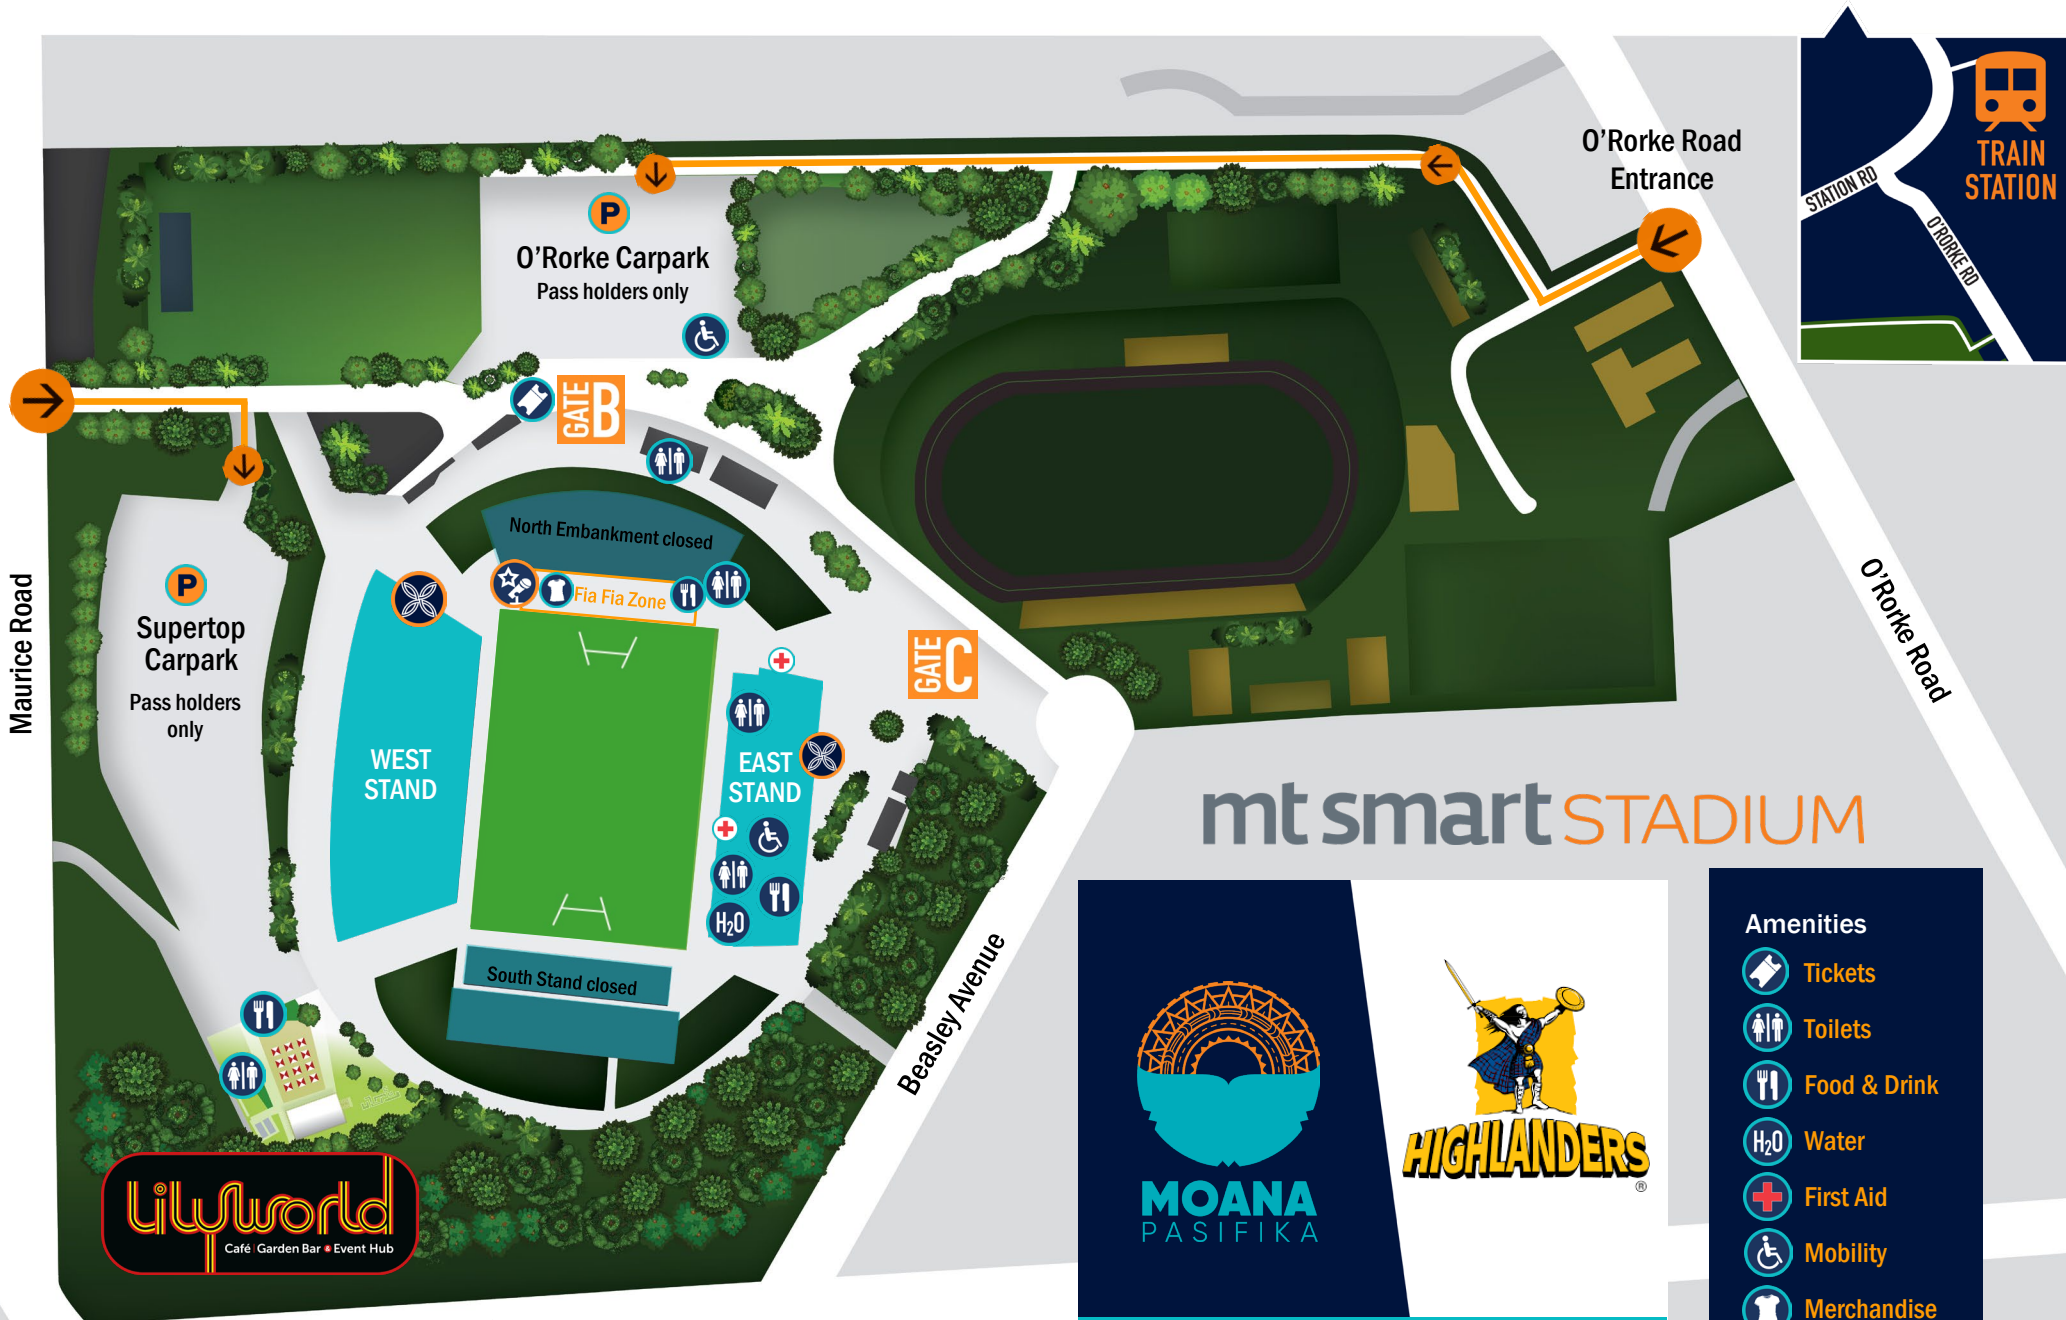 O'Rorke Road
Entrance
TRAIN
STATION
STATION RD
O'RORKE RD
P
O'Rorke Carpark
Pass holders only
GATE B
North Embankment closed
Fia Fia Zone
P
Supertop
Carpark
Pass holders
only
Maurice Road
GATE C
O'Rorke Road
WEST
STAND
EAST
STAND
H2O
mt smart STADIUM
South Stand closed
Beasley Avenue
Lilyworld
Café | Garden Bar & Event Hub
MOANA
PASIFIKA
HIGHLANDERS
®
Amenities
Tickets
Toilets
Food & Drink
H2O Water
First Aid
Mobility
Merchandise